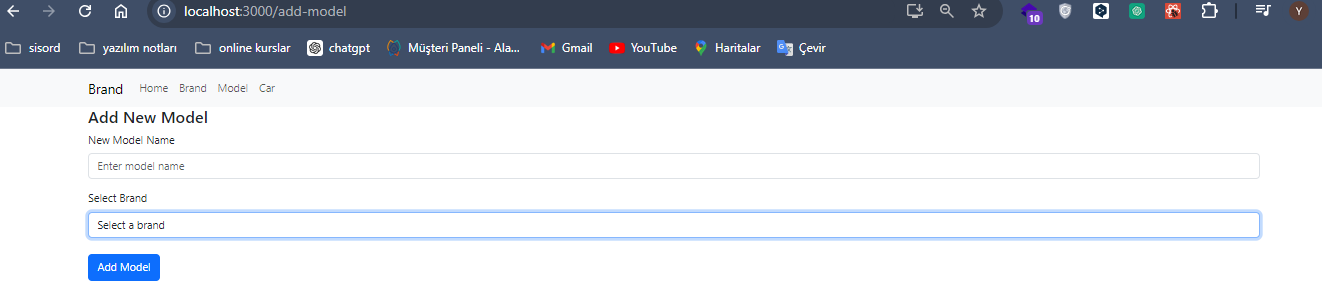 localhost:3000/add-model
10
Y
sisord yazılım notları online kurslar chatgpt Müşteri Paneli - Ala... Gmail YouTube Haritalar Çevir
Brand Home Brand Model Car
Add New Model
New Model Name
Enter model name
Select Brand
Select a brand
Add Model